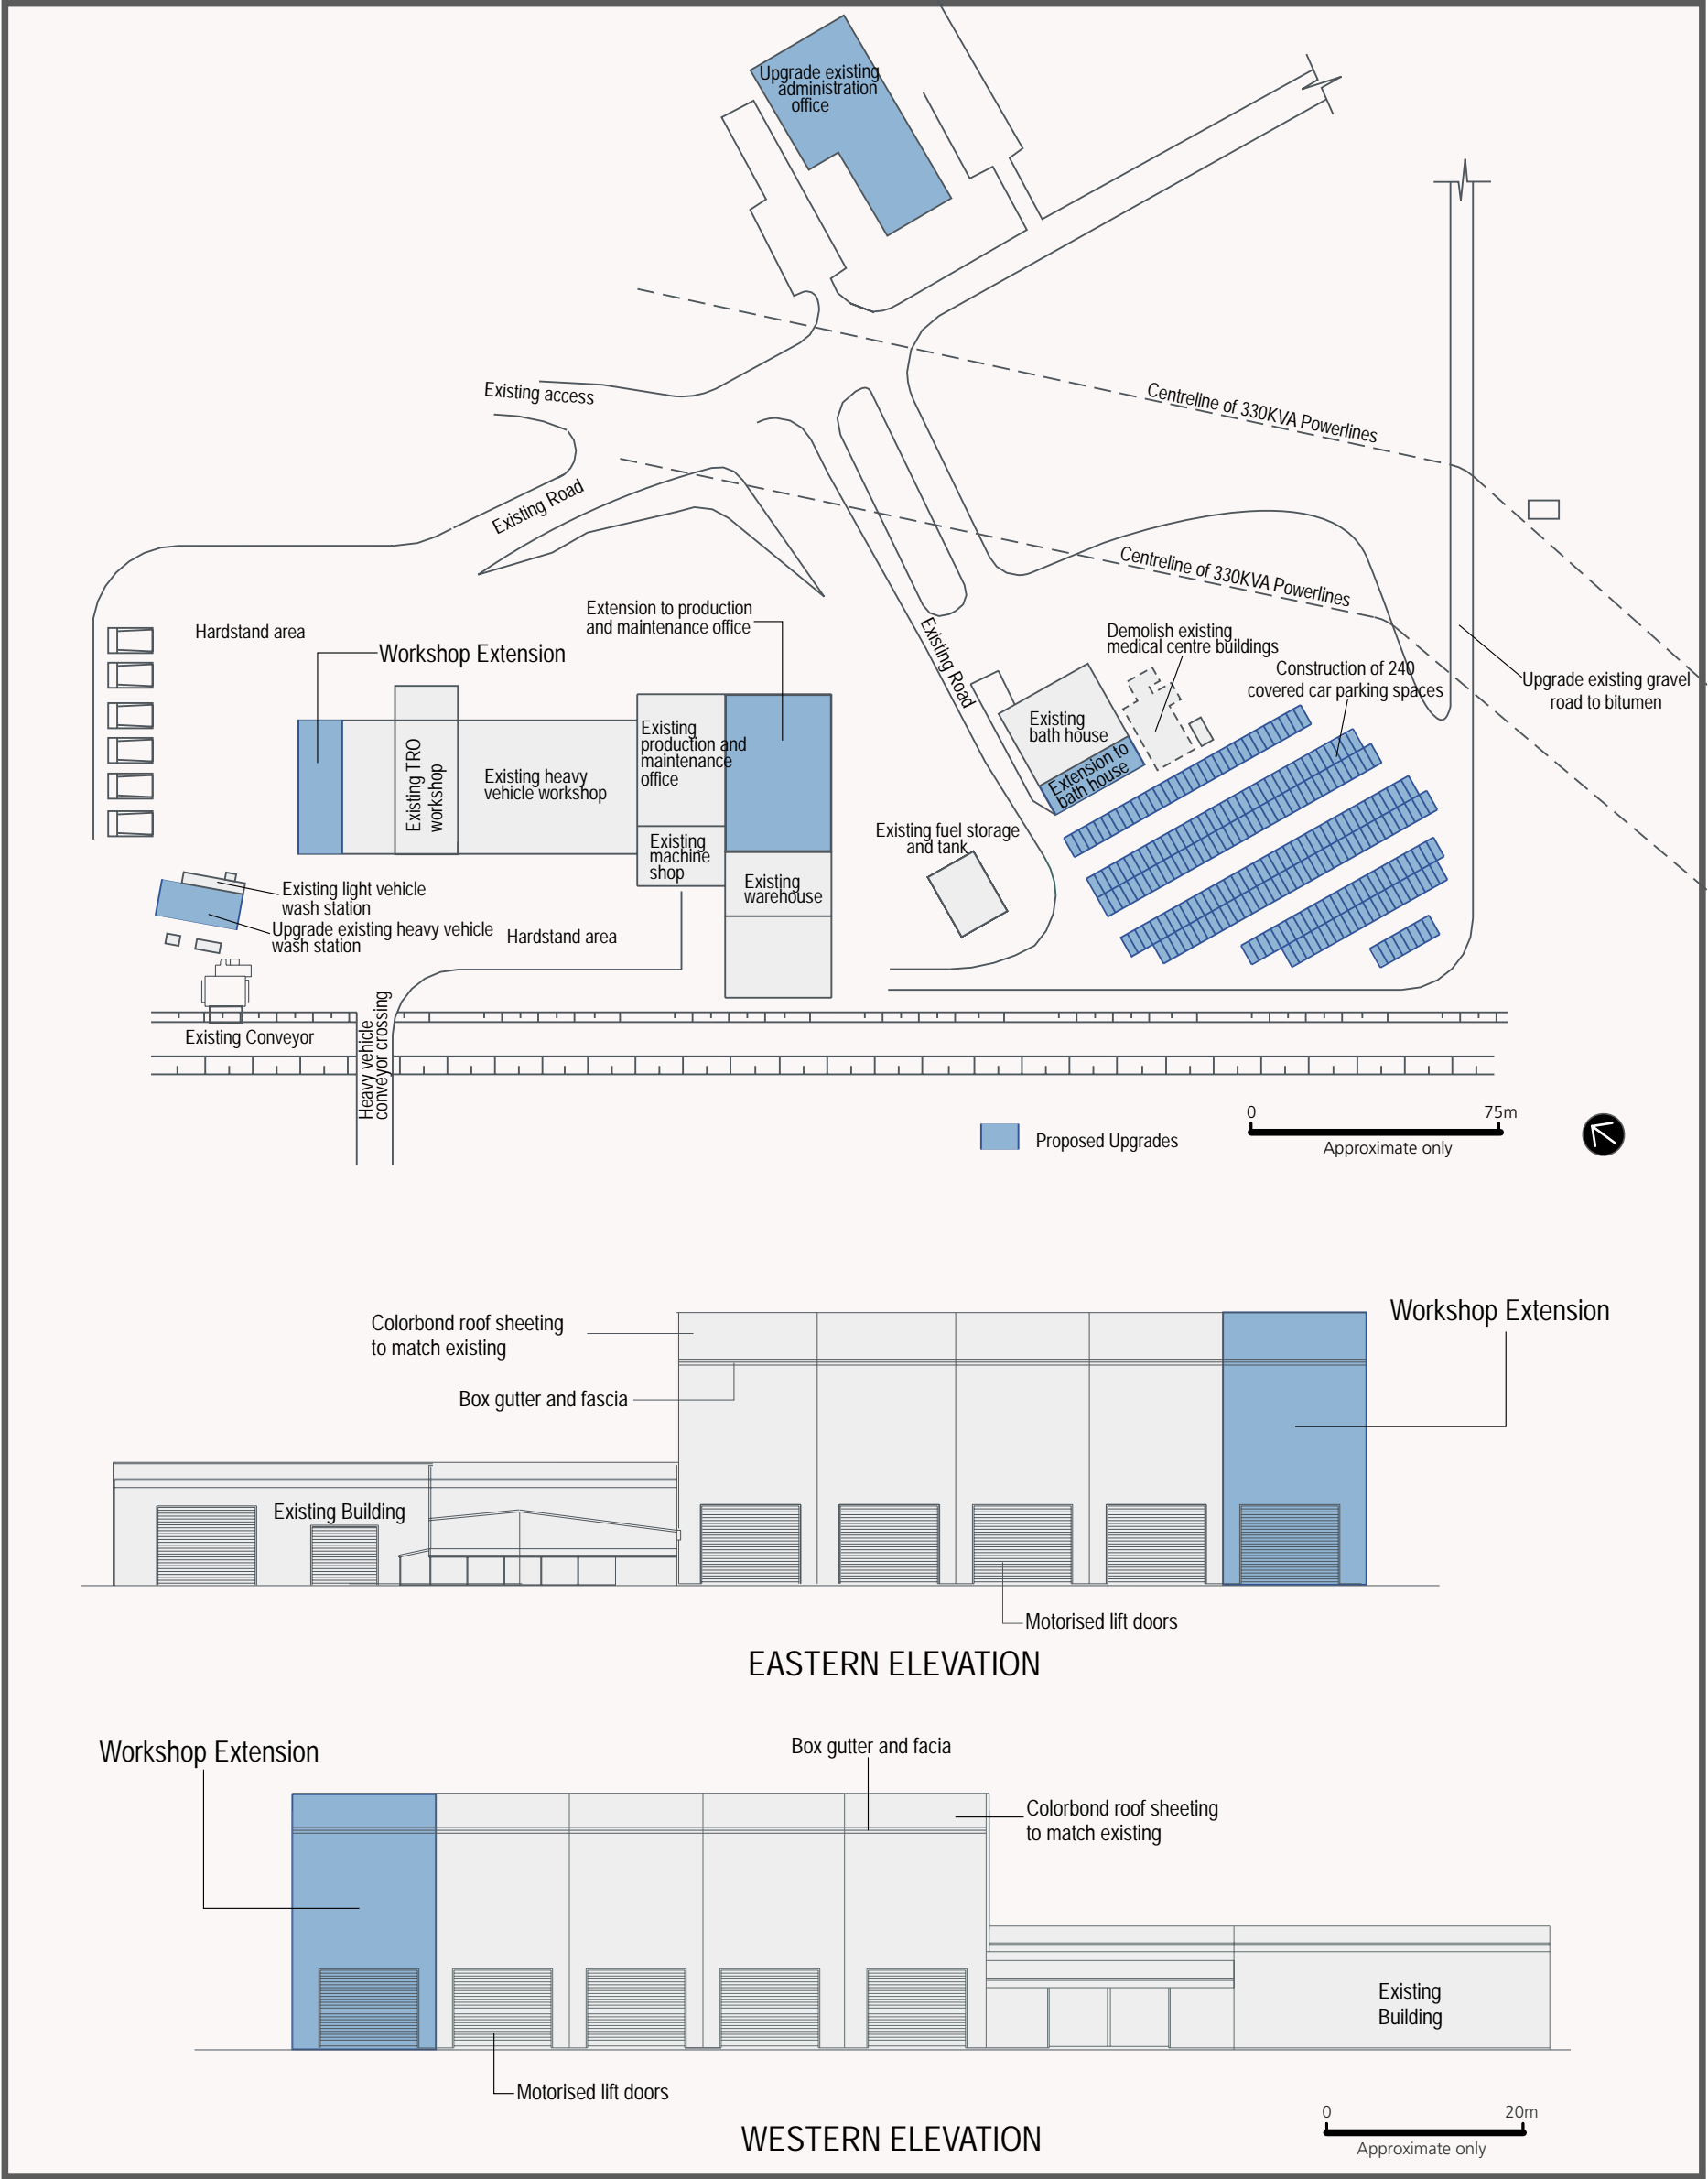 Upgrade existing
administration
office
Existing access
Centreline of 330KVA Powerlines
Existing Road
Centreline of 330KVA Powerlines
Extension to production
and maintenance office
Hardstand area
Workshop Extension
Existing Road
Demolish existing
medical centre buildings
Construction of 240
covered car parking spaces
Upgrade existing gravel
road to bitumen
Existing TRO
workshop
Existing heavy
vehicle workshop
Existing
production and
maintenance
office
Existing
bath house
Extension to
bath house
Existing
machine
shop
Existing
warehouse
Existing fuel storage
and tank
Existing light vehicle
wash station
Upgrade existing heavy vehicle
wash station
Hardstand area
Existing Conveyor
Heavy vehicle
conveyor crossing
Proposed Upgrades
0 75m
Approximate only
Colorbond roof sheeting
to match existing
Workshop Extension
Box gutter and fascia
Existing Building
Motorised lift doors
EASTERN ELEVATION
Workshop Extension
Box gutter and facia
Colorbond roof sheeting
to match existing
Existing
Building
Motorised lift doors
WESTERN ELEVATION
0 20m
Approximate only